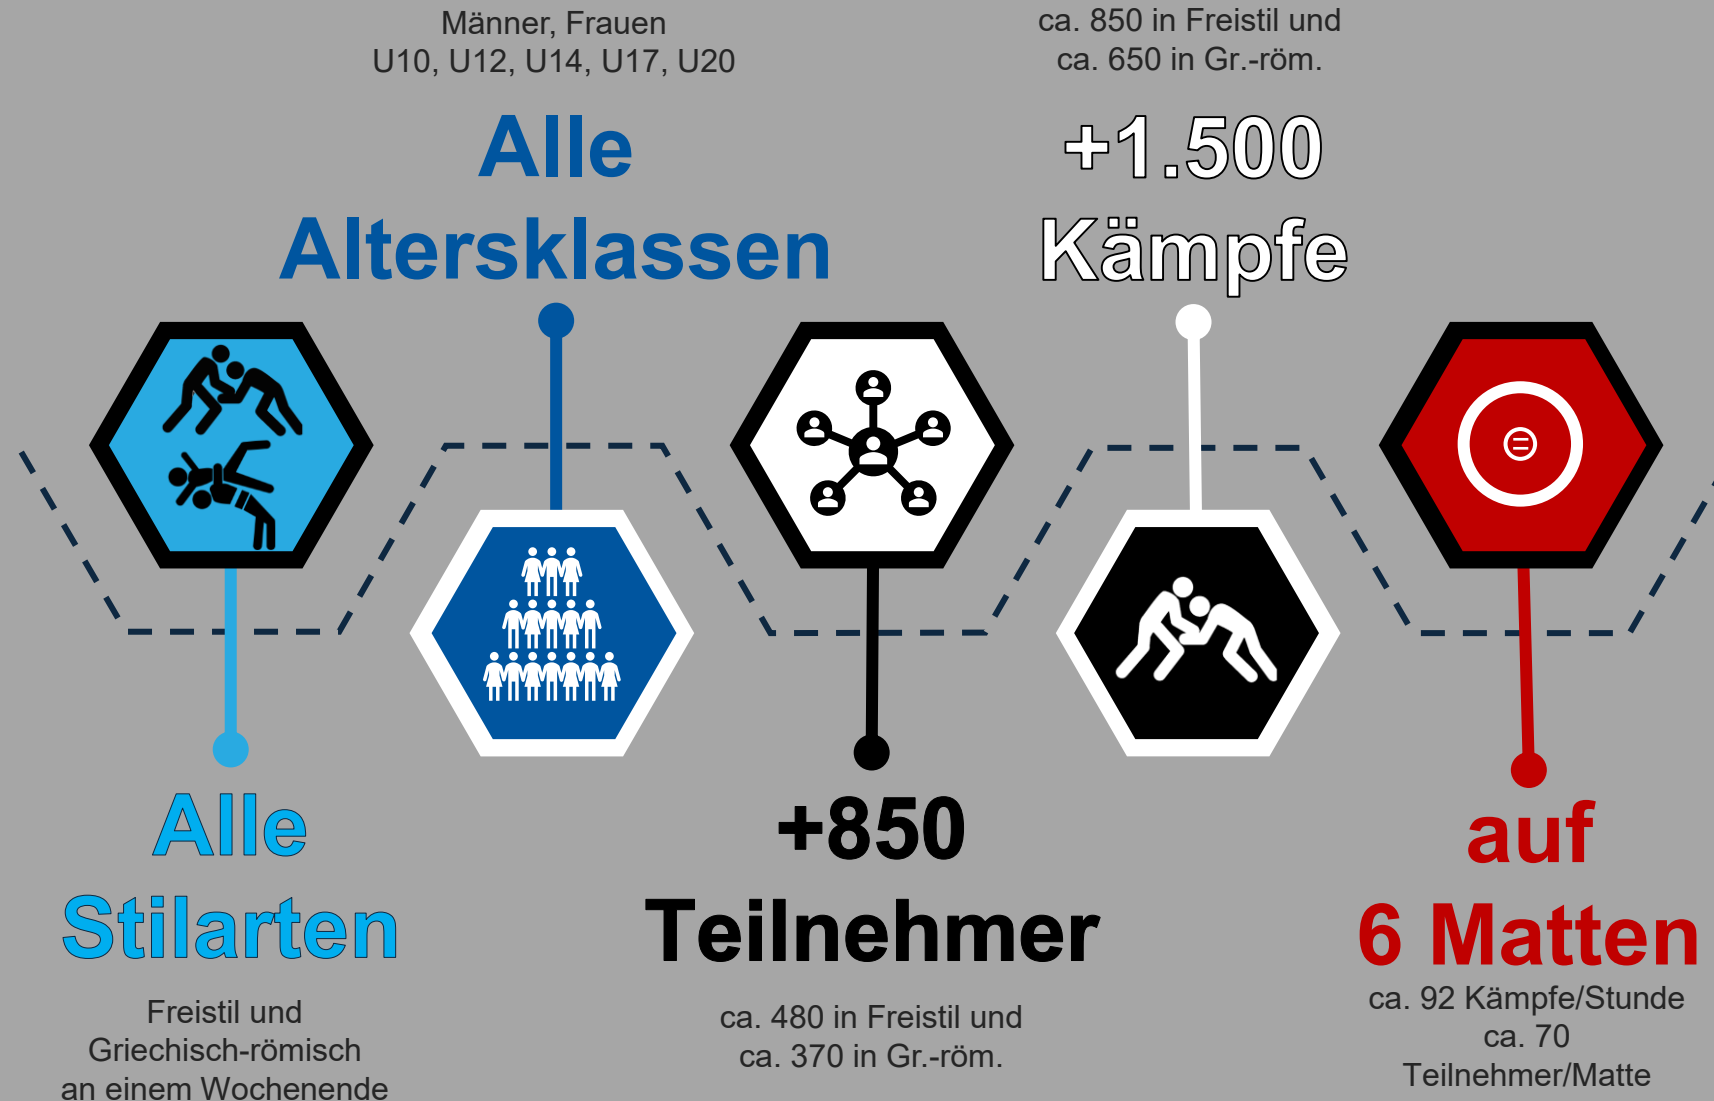 Männer, Frauen
U10, U12, U14, U17, U20
Alle
Altersklassen
ca. 850 in Freistil und
ca. 650 in Gr.-röm.
+1.500
Kämpfe
Alle
Stilarten
Freistil und
Griechisch-römisch
an einem Wochenende
+850
Teilnehmer
ca. 480 in Freistil und
ca. 370 in Gr.-röm.
auf
6 Matten
ca. 92 Kämpfe/Stunde
ca. 70
Teilnehmer/Matte